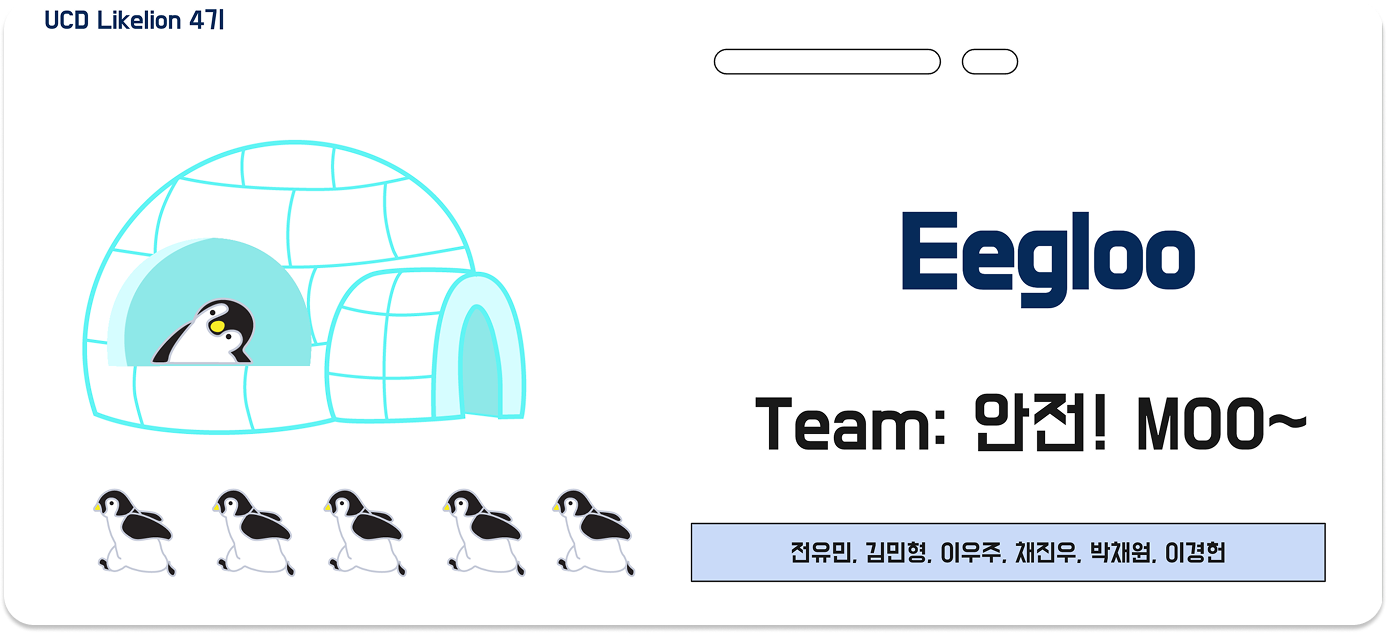 UCD Likelion 4기
Eegloo
Team: 안전! MOO~
전유민, 김민형, 이우주, 채진우, 박채원, 이경헌